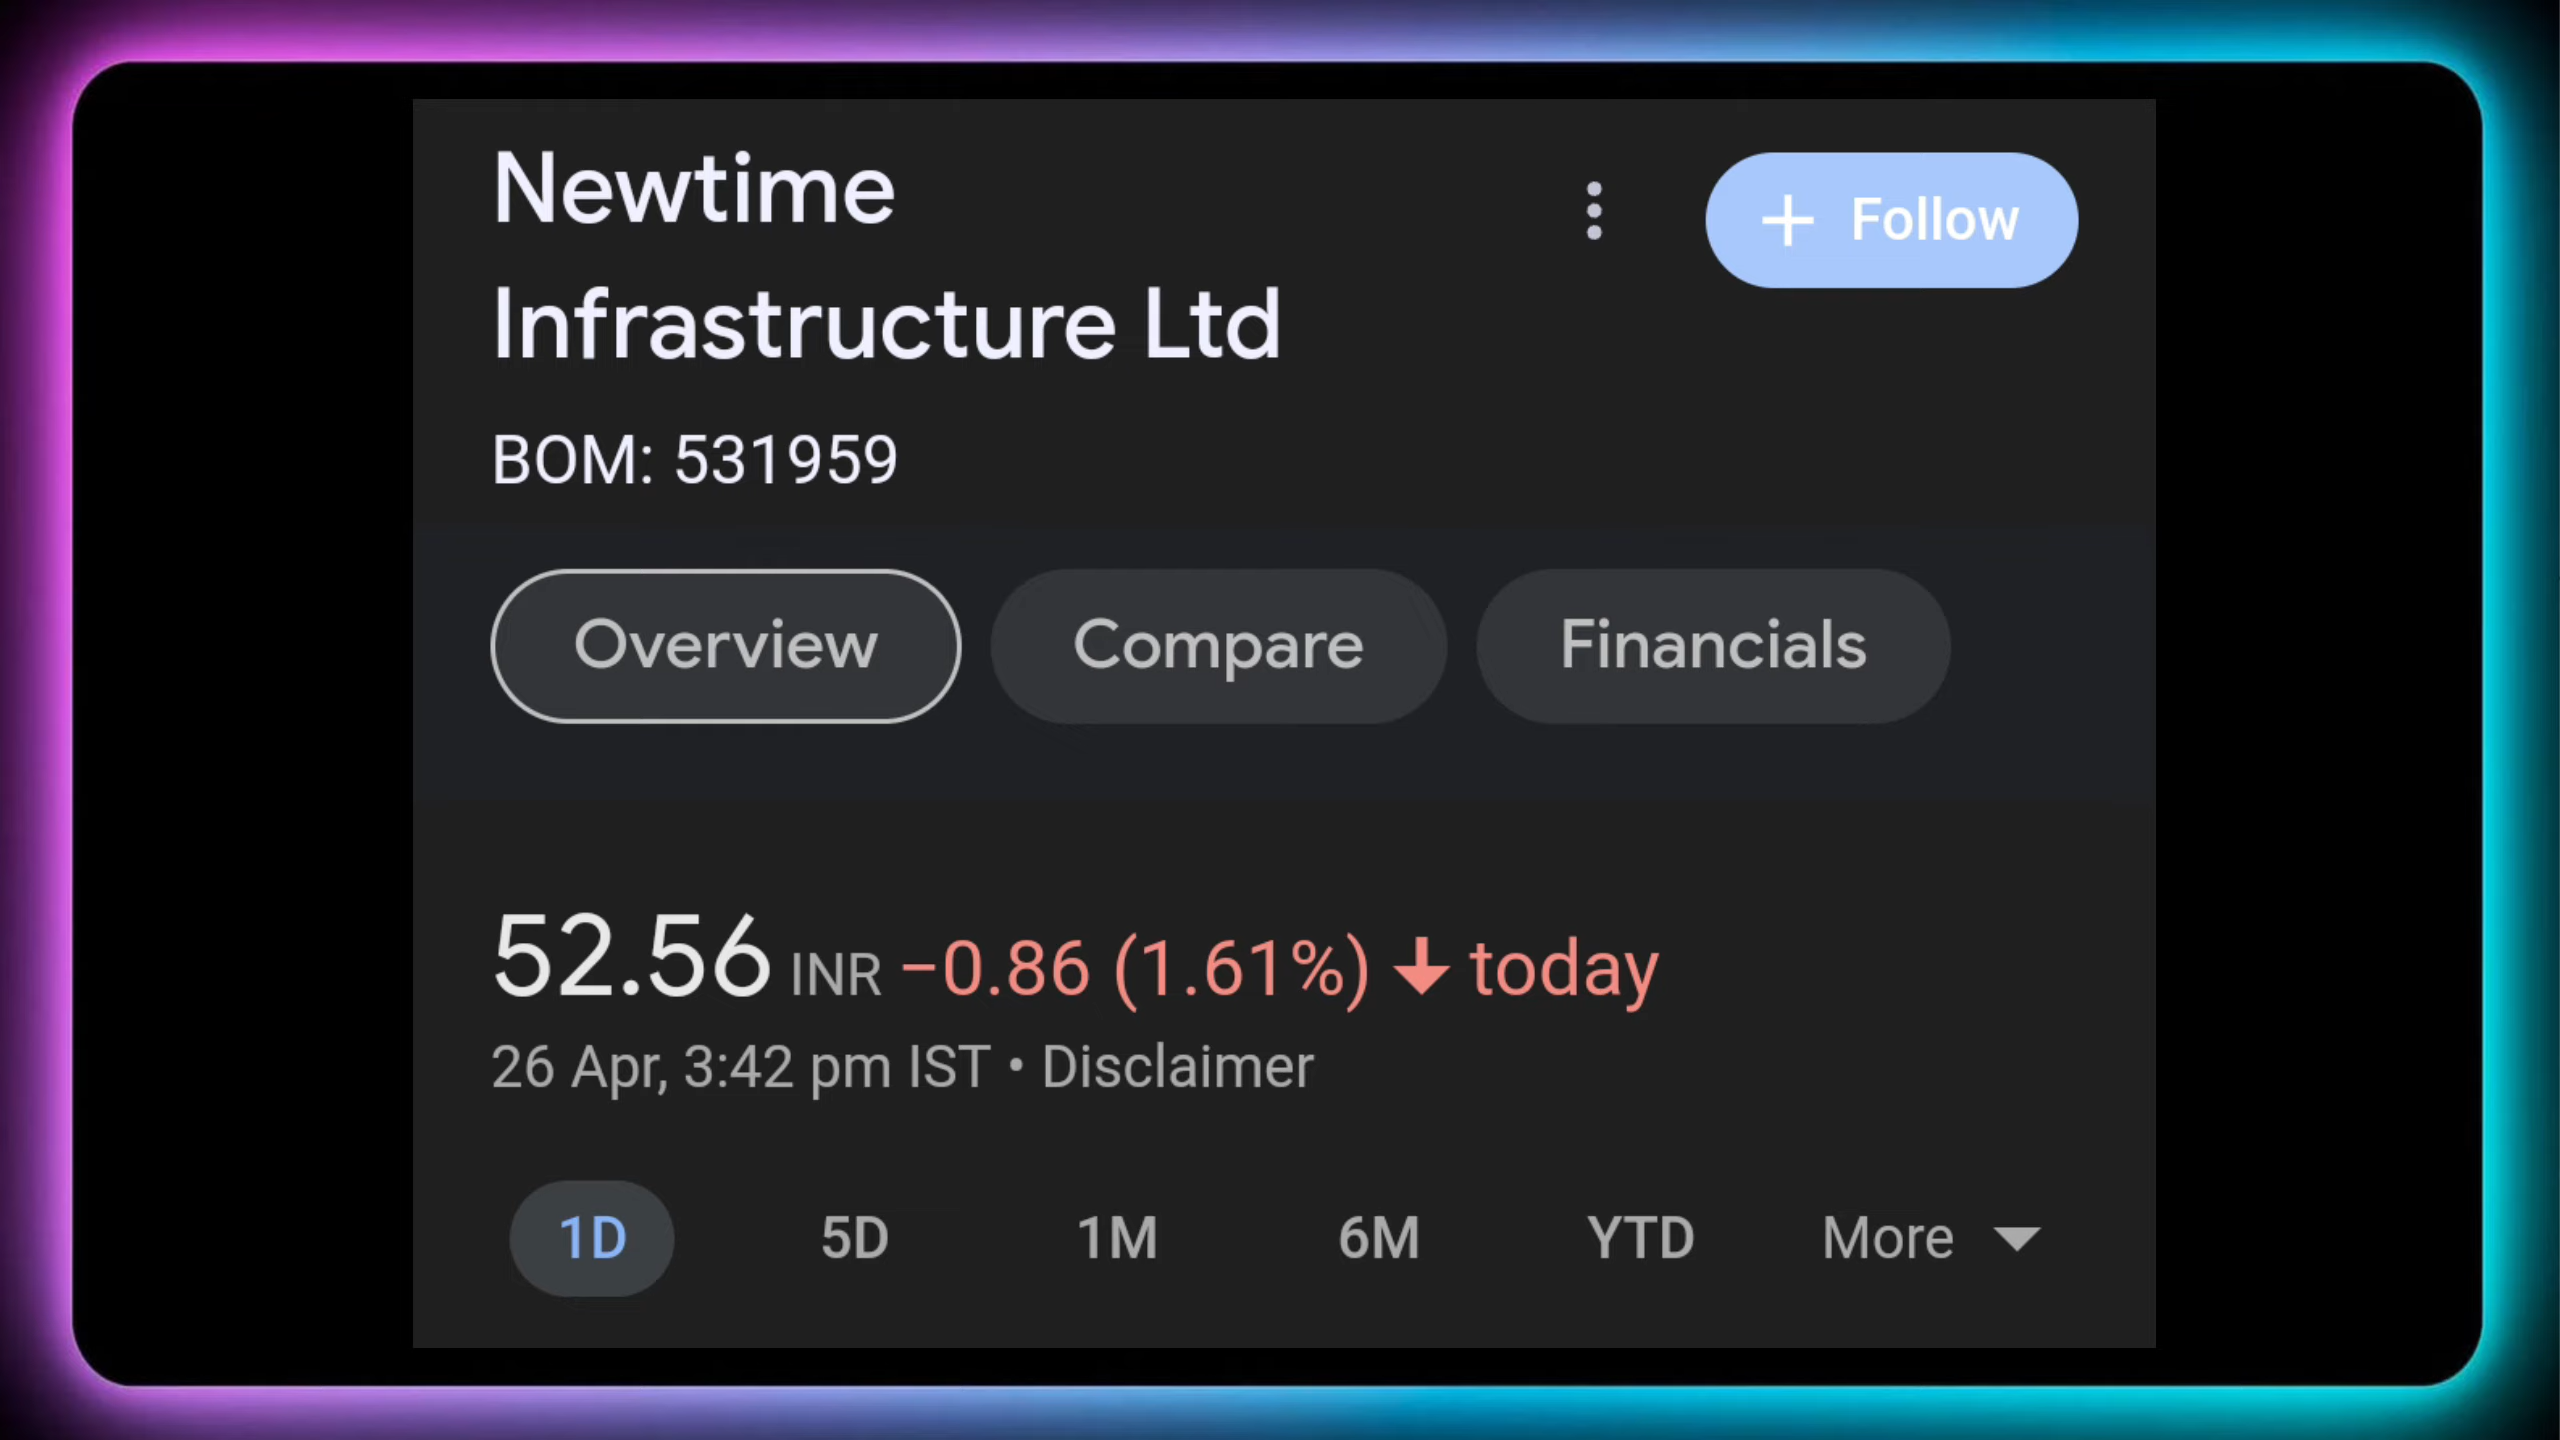 Newtime
Infrastructure Ltd
+ Follow
BOM: 531959
Overview Compare Financials
52.56 INR −0.86 (1.61%) ↓ today
26 Apr, 3:42 pm IST • Disclaimer
1D 5D 1M 6M YTD More